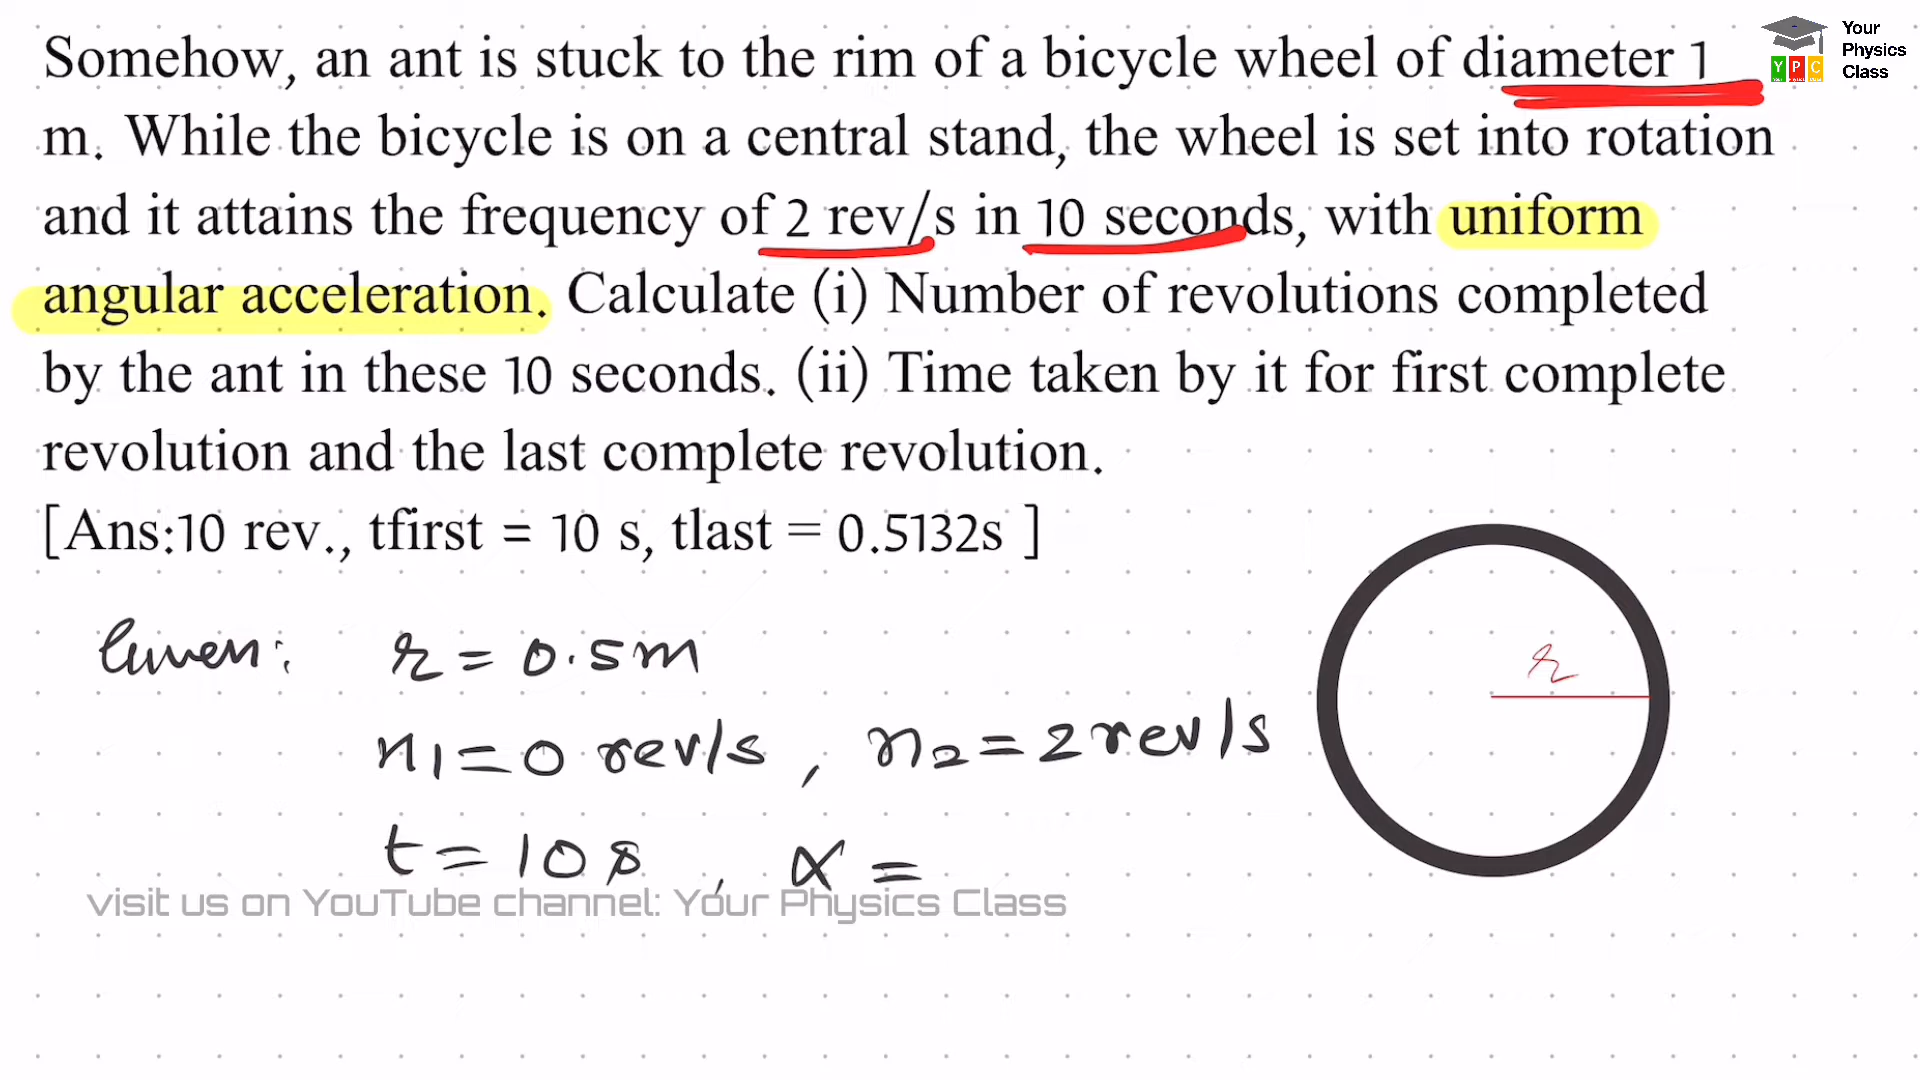 Somehow, an ant is stuck to the rim of a bicycle wheel of diameter 1
m. While the bicycle is on a central stand, the wheel is set into rotation
and it attains the frequency of 2 rev/s in 10 seconds, with uniform
angular acceleration. Calculate (i) Number of revolutions completed
by the ant in these 10 seconds. (ii) Time taken by it for first complete
revolution and the last complete revolution.
[Ans:10 rev., tfirst = 10 s, tlast = 0.5132s ]
Given: r = 0.5m
r
n1 = 0 rev/s , n2 = 2 rev/s
t = 10 s , α =
visit us on YouTube channel: Your Physics Class
Your
Physics
Class
Y P C